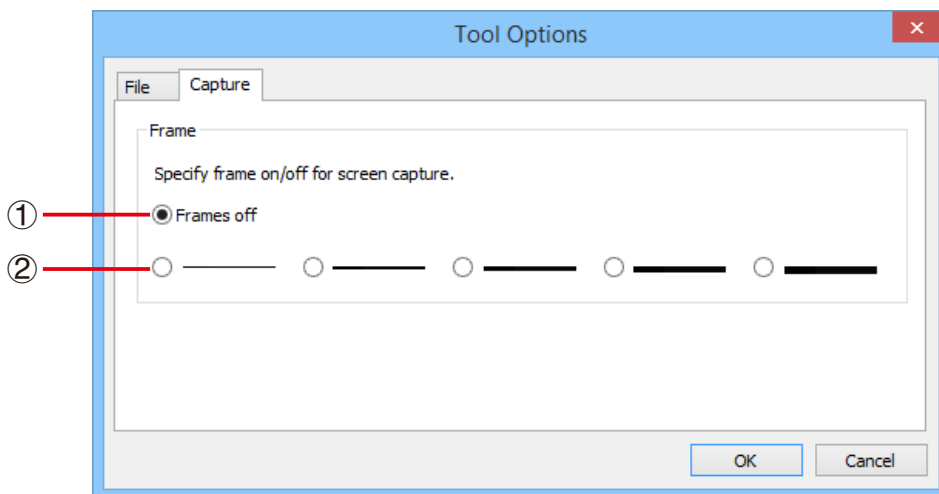 Tool Options
File Capture
Frame
Specify frame on/off for screen capture.
① Frames off
②
OK Cancel